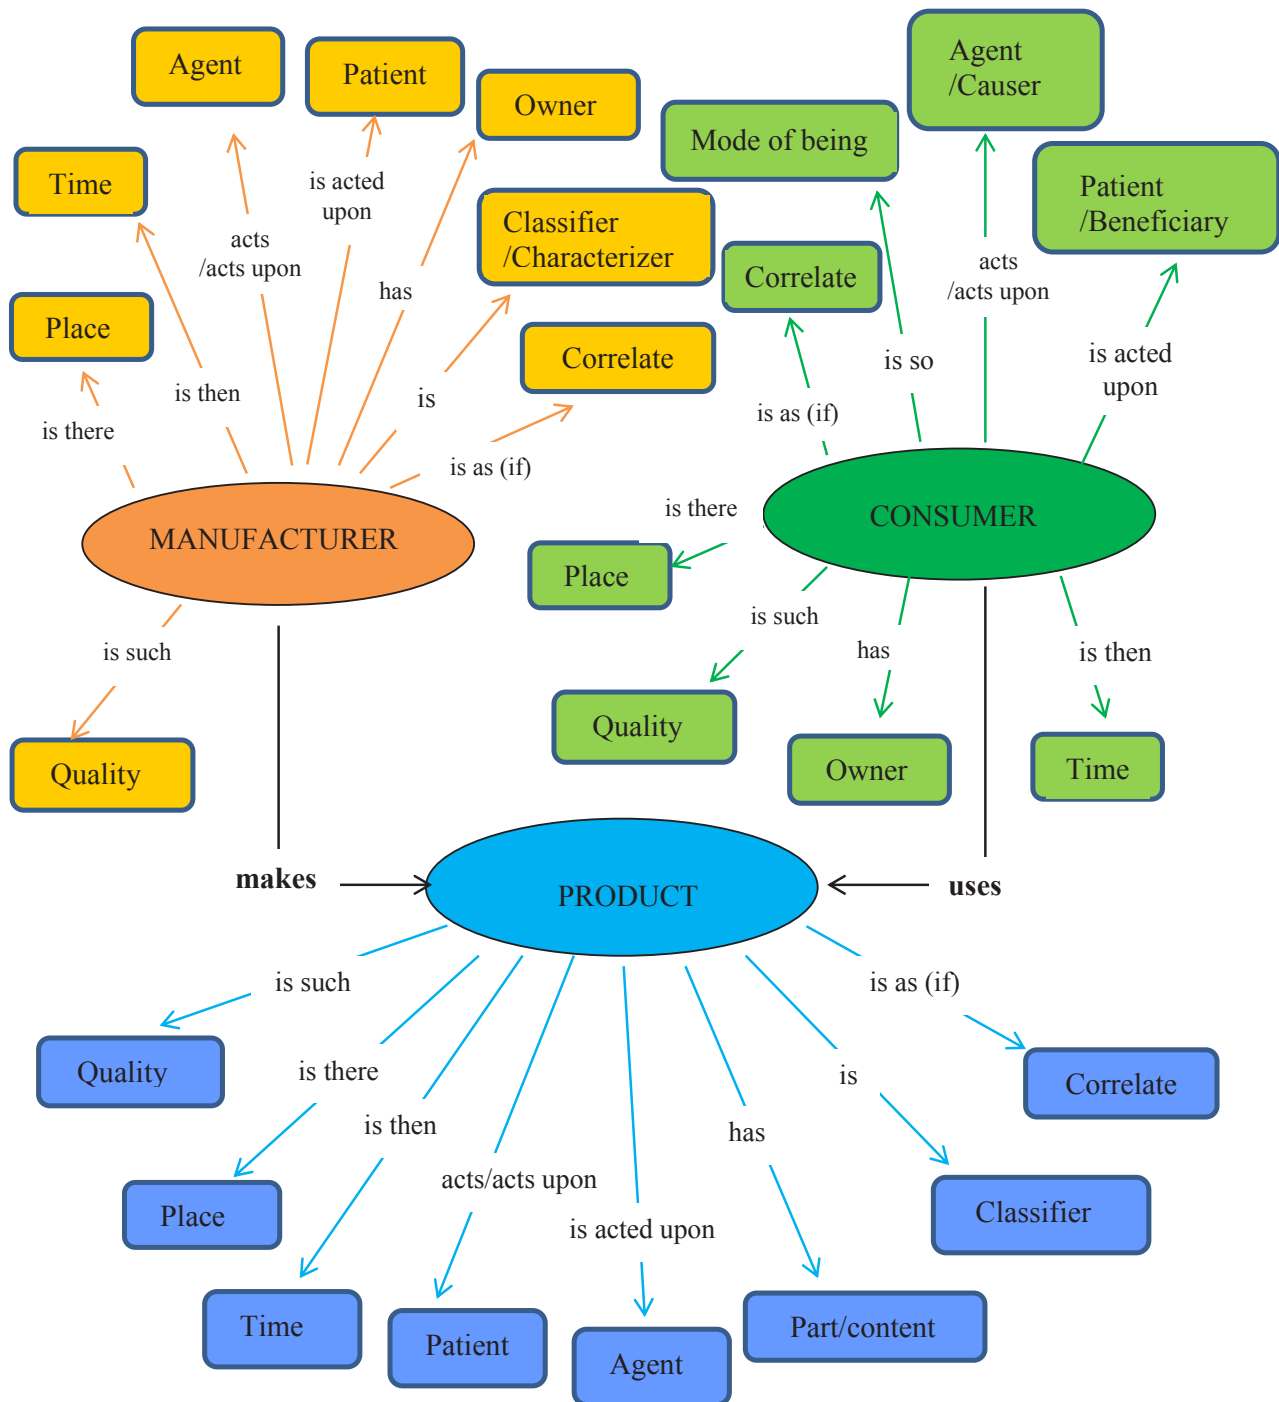 Agent
Patient
Owner
Time
is acted
upon
acts
/acts upon
Classifier
/Characterizer
has
Place
Correlate
is then
is
is there
is as (if)
MANUFACTURER
is such
Quality
Agent
/Causer
Mode of being
Patient
/Beneficiary
Correlate
acts
/acts upon
is so
is acted
upon
is as (if)
is there
CONSUMER
Place
is such
has
is then
Quality
Owner
Time
makes
PRODUCT
uses
is such
is as (if)
Quality
is there
is
Correlate
is then
has
acts/acts upon
Place
is acted upon
Classifier
Time
Patient
Agent
Part/content